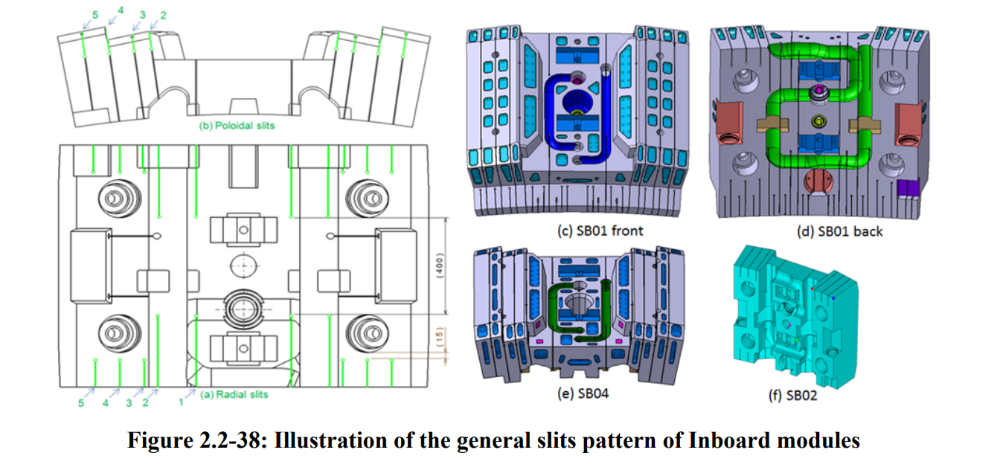 5 4 3 2
(b) Poloidal slits
(c) SB01 front
(d) SB01 back
(400)
(15)
5 4 3 2 1 (a) Radial slits
(e) SB04
(f) SB02
Figure 2.2-38: Illustration of the general slits pattern of Inboard modules